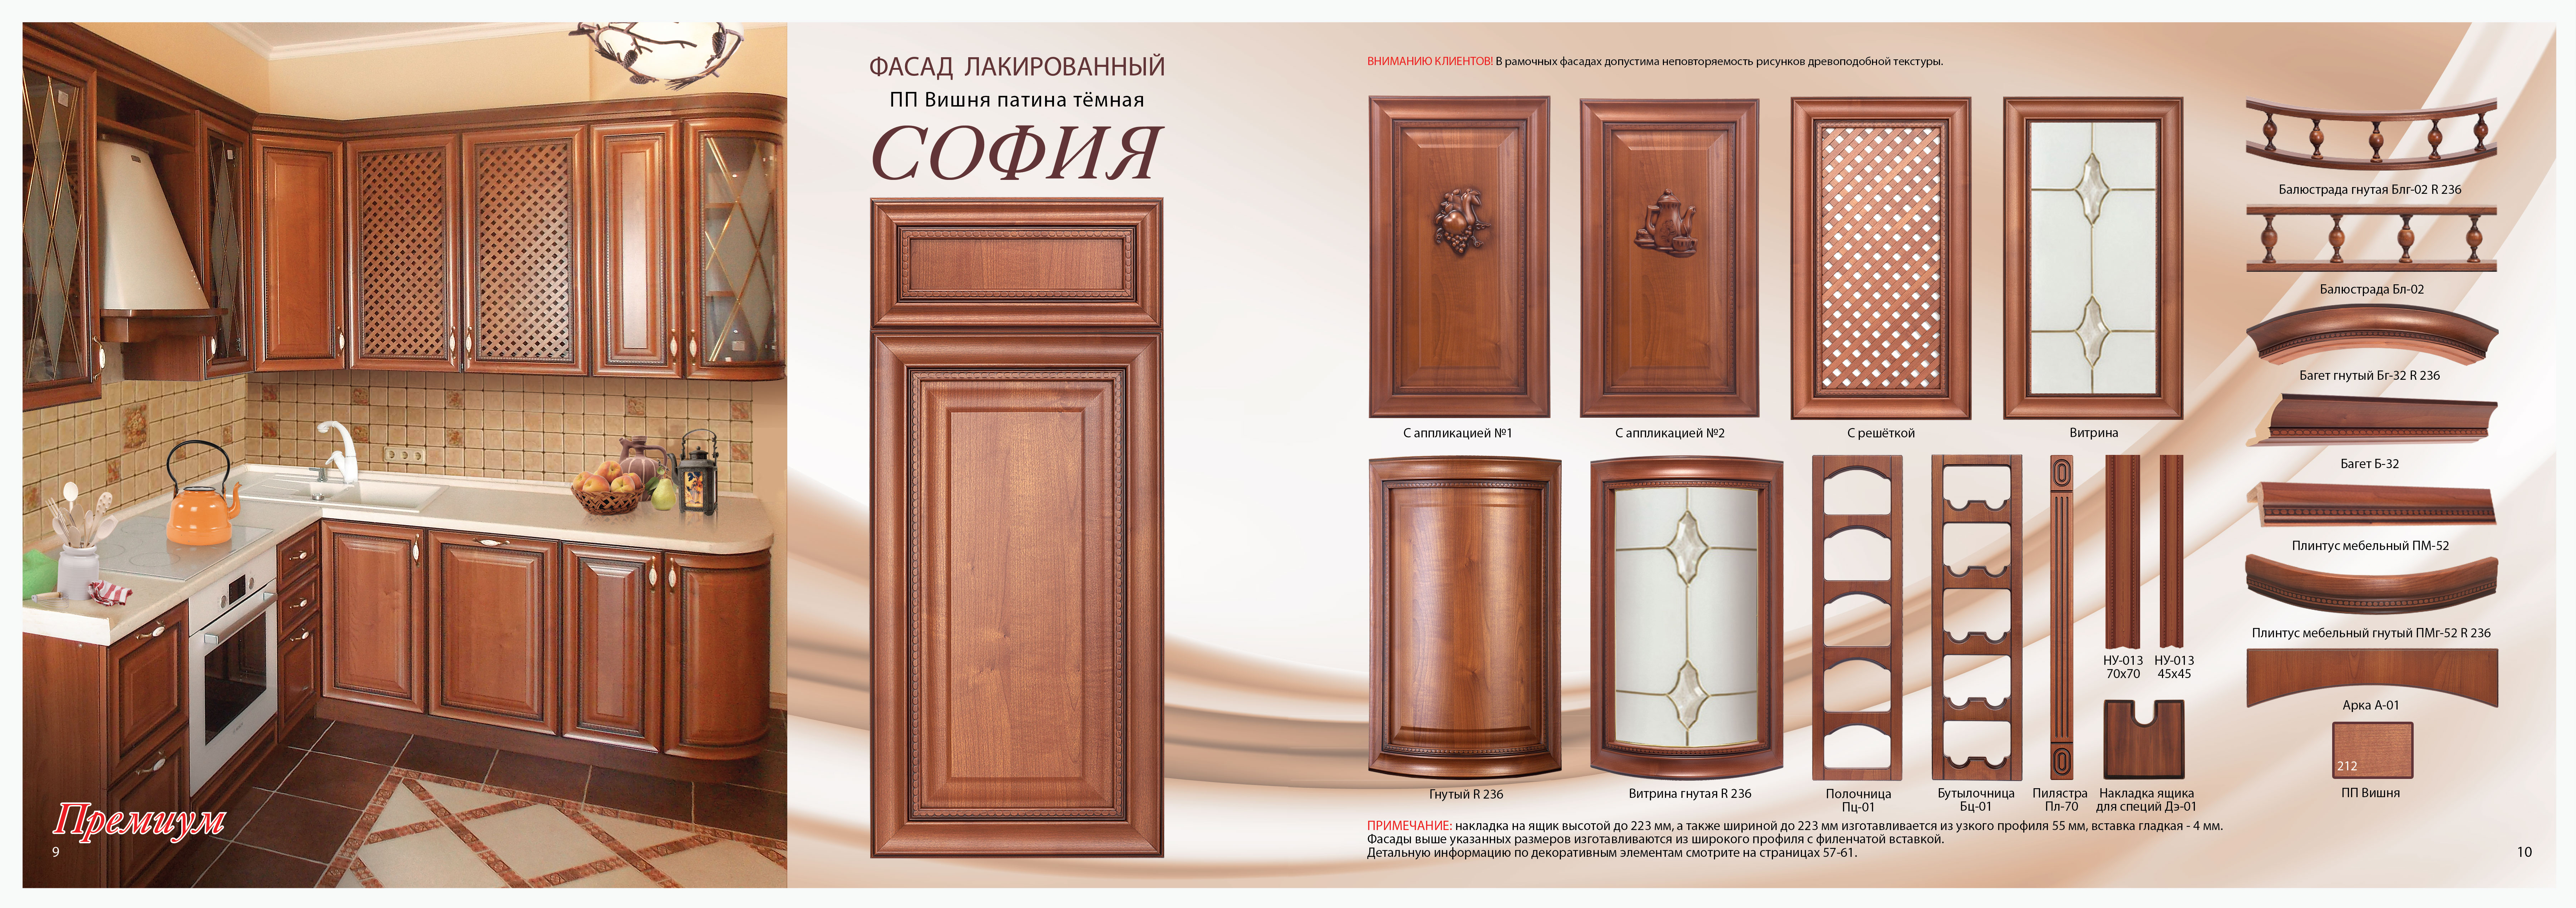 Премиум
9
ФАСАД ЛАКИРОВАННЫЙ
ПП Вишня патина тёмная
СОФИЯ
ВНИМАНИЮ КЛИЕНТОВ! В рамочных фасадах допустима неповторяемость рисунков древоподобной текстуры.
С аппликацией №1
С аппликацией №2
С решёткой
Витрина
Гнутый R 236
Витрина гнутая R 236
Полочница
Пц-01
Бутылочница
Бц-01
Пилястра
Пл-70
НУ-013
70х70
НУ-013
45х45
Накладка ящика
для специй Дэ-01
Балюстрада гнутая Блг-02 R 236
Балюстрада Бл-02
Багет гнутый Бг-32 R 236
Багет Б-32
Плинтус мебельный ПМ-52
Плинтус мебельный гнутый ПМг-52 R 236
Арка А-01
212
ПП Вишня
ПРИМЕЧАНИЕ: накладка на ящик высотой до 223 мм, а также шириной до 223 мм изготавливается из узкого профиля 55 мм, вставка гладкая - 4 мм.
Фасады выше указанных размеров изготавливаются из широкого профиля с филенчатой вставкой.
Детальную информацию по декоративным элементам смотрите на страницах 57-61.
10